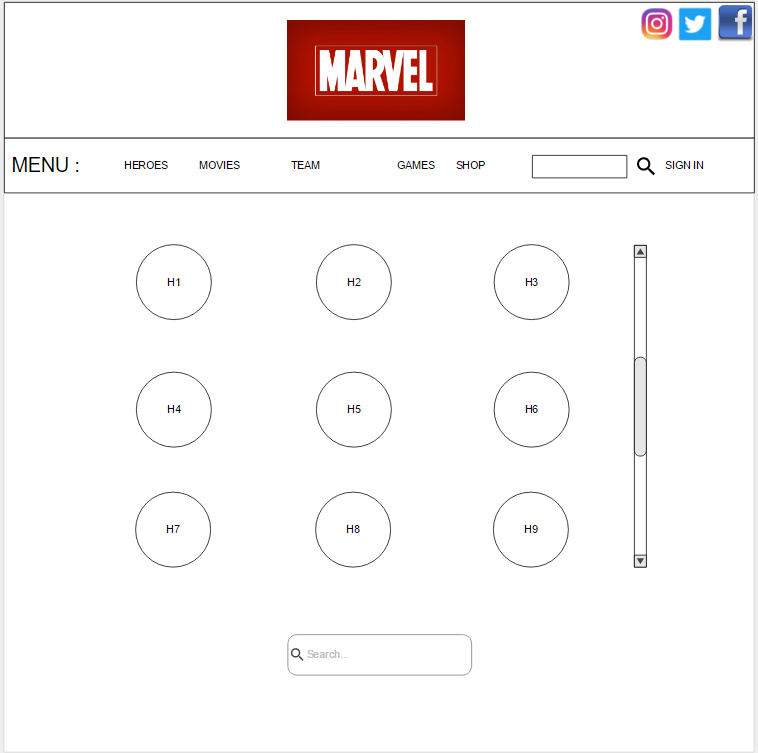 MARVEL
MENU : HEROES MOVIES TEAM GAMES SHOP SIGN IN
H1 H2 H3
H4 H5 H6
H7 H8 H9
Search...